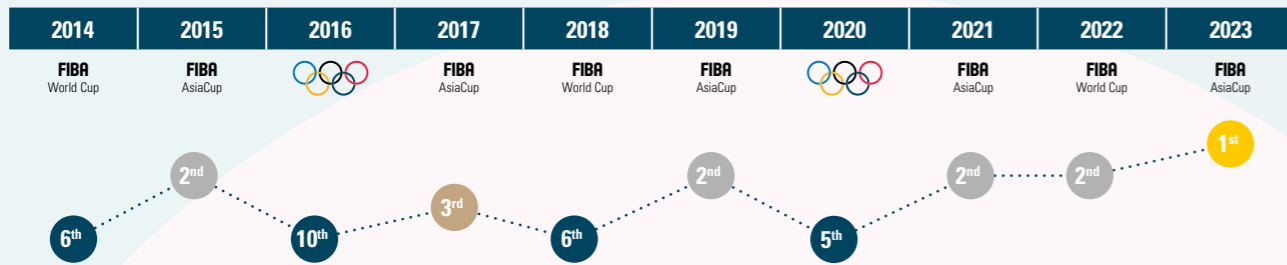 2014 2015 2016 2017 2018 2019 2020 2021 2022 2023
FIBA FIBA FIBA FIBA FIBA FIBA FIBA FIBA
World Cup AsiaCup AsiaCup World Cup AsiaCup AsiaCup World Cup AsiaCup
6th 2nd 10th 3rd 6th 2nd 5th 2nd 2nd 1st